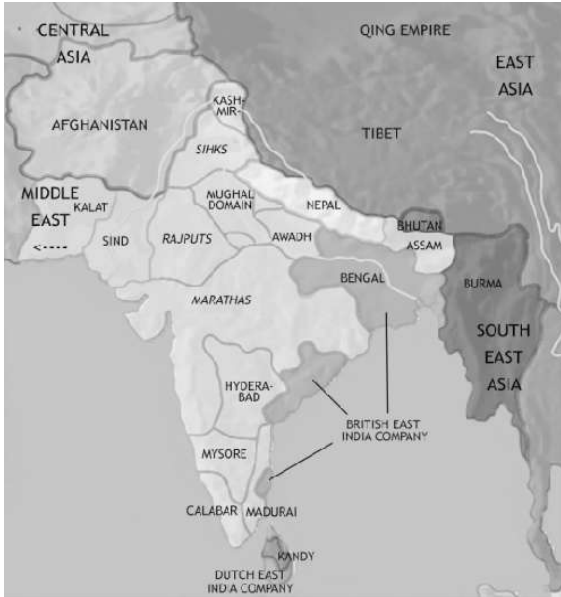 CENTRAL
ASIA
QING EMPIRE
EAST
ASIA
KASH-
MIR-
AFGHANISTAN
TIBET
SIHKS
MIDDLE
EAST
KALAT
MUGHAL
DOMAIN
NEPAL
BHUTAN
SIND
RAJPUTS
AWADH
ASSAM
BENGAL
BURMA
MARATHAS
SOUTH
EAST
ASIA
HYDERA-
BAD
BRITISH EAST
INDIA COMPANY
MYSORE
CALABAR
MADURAI
KANDY
DUTCH EAST
INDIA COMPANY